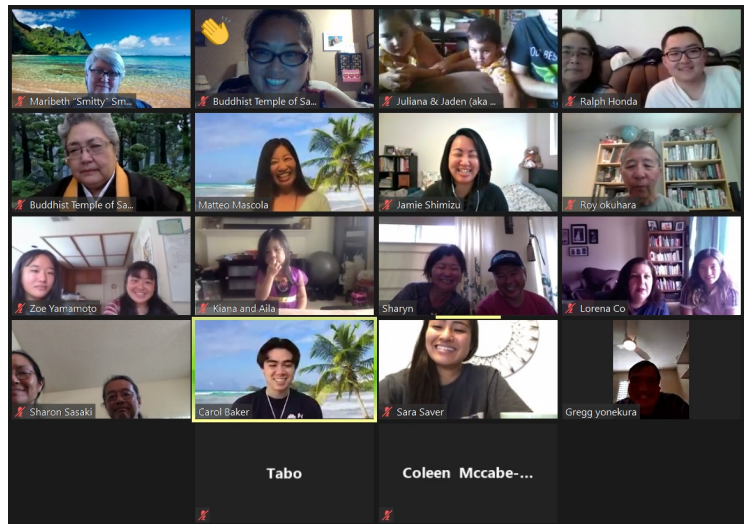 Maribeth "Smitty" Sm...
Buddhist Temple of Sa...
Juliana & Jaden (aka ...
Ralph Honda
Buddhist Temple of Sa...
Matteo Mascola
Jamie Shimizu
Roy okuhara
Zoe Yamamoto
Kiana and Aila
Sharyn
Lorena Co
Sharon Sasaki
Carol Baker
Sara Saver
Gregg yonekura
Tabo
Coleen Mccabe-...